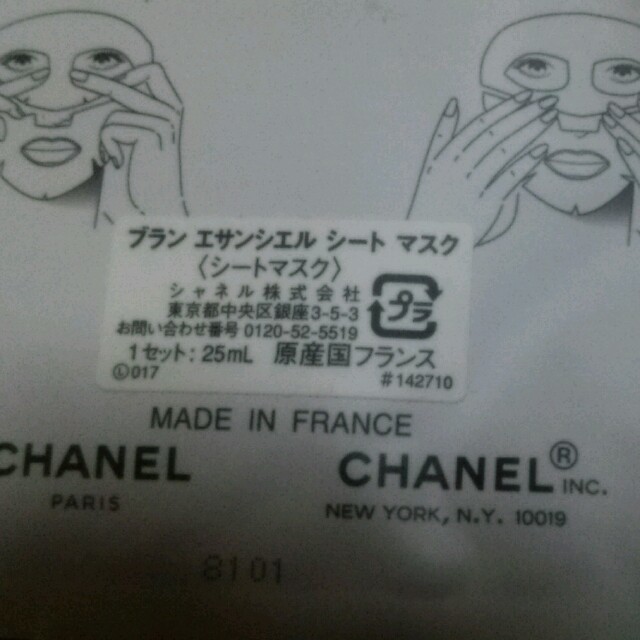 ブラン エサンシエル シート マスク
〈シートマスク〉
シャネル株式会社
東京都中央区銀座3-5-3
お問い合わせ番号 0120-52-5519
プラ
1セット: 25mL 原産国フランス
Ⓛ017 #142710
MADE IN FRANCE
CHANEL
PARIS
CHANEL® INC.
NEW YORK, N.Y. 10019
8101